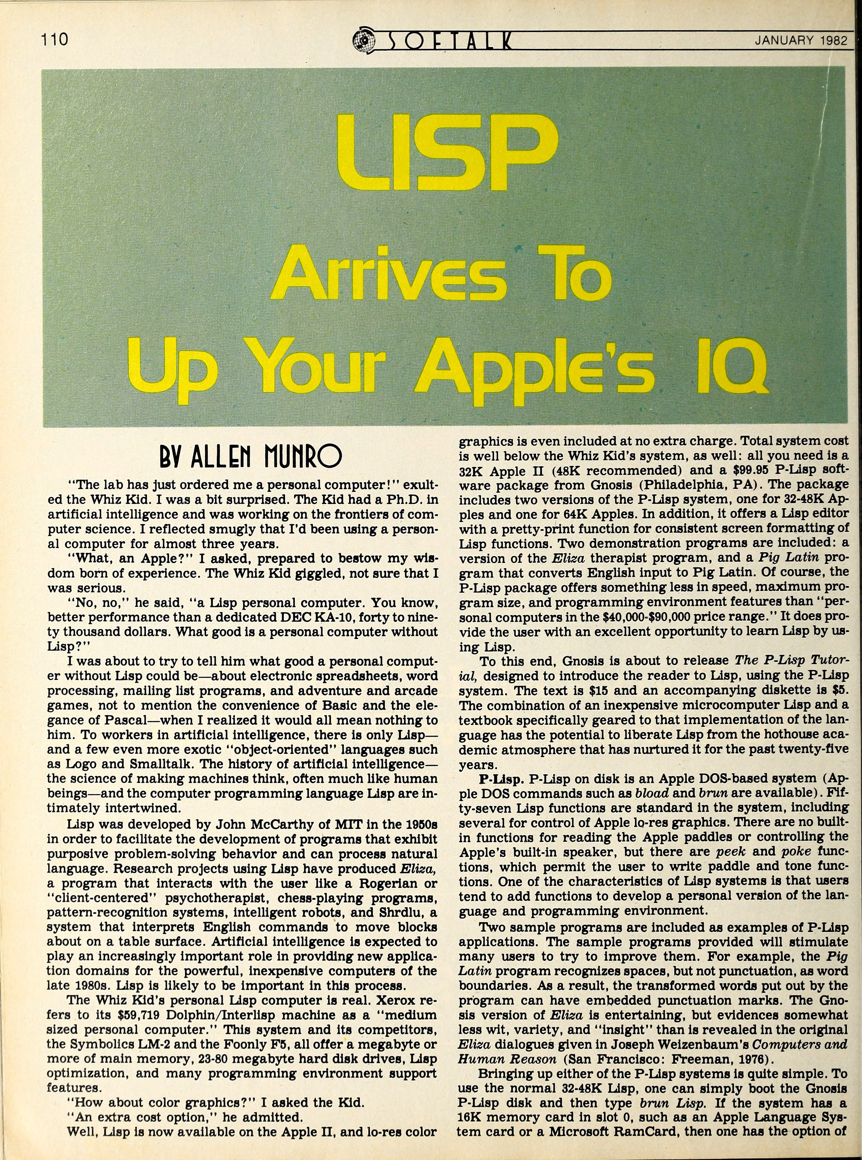 110
SOFTALK
JANUARY 1982
LISP
Arrives To
Up Your Apple's IQ
BY ALLEN MUNRO
"The lab has just ordered me a personal computer!" exult-
ed the Whiz Kid. I was a bit surprised. The Kid had a Ph.D. in
artificial intelligence and was working on the frontiers of com-
puter science. I reflected smugly that I'd been using a person-
al computer for almost three years.
"What, an Apple?" I asked, prepared to bestow my wis-
dom born of experience. The Whiz Kid giggled, not sure that I
was serious.
"No, no," he said, "a Lisp personal computer. You know,
better performance than a dedicated DEC KA-10, forty to nine-
ty thousand dollars. What good is a personal computer without
Lisp?"
I was about to try to tell him what good a personal comput-
er without Lisp could be—about electronic spreadsheets, word
processing, mailing list programs, and adventure and arcade
games, not to mention the convenience of Basic and the ele-
gance of Pascal—when I realized it would all mean nothing to
him. To workers in artificial intelligence, there is only Lisp—
and a few even more exotic "object-oriented" languages such
as Logo and Smalltalk. The history of artificial intelligence—
the science of making machines think, often much like human
beings—and the computer programming language Lisp are in-
timately intertwined.
Lisp was developed by John McCarthy of MIT in the 1950s
in order to facilitate the development of programs that exhibit
purposive problem-solving behavior and can process natural
language. Research projects using Lisp have produced Eliza,
a program that interacts with the user like a Rogerian or
"client-centered" psychotherapist, chess-playing programs,
pattern-recognition systems, intelligent robots, and Shrdlu, a
system that interprets English commands to move blocks
about on a table surface. Artificial intelligence is expected to
play an increasingly important role in providing new applica-
tion domains for the powerful, inexpensive computers of the
late 1980s. Lisp is likely to be important in this process.
The Whiz Kid's personal Lisp computer is real. Xerox re-
fers to its $59,719 Dolphin/Interlisp machine as a "medium
sized personal computer." This system and its competitors,
the Symbolics LM-2 and the Foonly F5, all offer a megabyte or
more of main memory, 23-80 megabyte hard disk drives, Lisp
optimization, and many programming environment support
features.
"How about color graphics?" I asked the Kid.
"An extra cost option," he admitted.
Well, Lisp is now available on the Apple II, and lo-res color
graphics is even included at no extra charge. Total system cost
is well below the Whiz Kid's system, as well: all you need is a
32K Apple II (48K recommended) and a $99.95 P-Lisp soft-
ware package from Gnosis (Philadelphia, PA). The package
includes two versions of the P-Lisp system, one for 32-48K Ap-
ples and one for 64K Apples. In addition, it offers a Lisp editor
with a pretty-print function for consistent screen formatting of
Lisp functions. Two demonstration programs are included: a
version of the Eliza therapist program, and a Pig Latin pro-
gram that converts English input to Pig Latin. Of course, the
P-Lisp package offers something less in speed, maximum pro-
gram size, and programming environment features than "per-
sonal computers in the $40,000-$90,000 price range." It does pro-
vide the user with an excellent opportunity to learn Lisp by us-
ing Lisp.
To this end, Gnosis is about to release The P-Lisp Tutor-
ial, designed to introduce the reader to Lisp, using the P-Lisp
system. The text is $15 and an accompanying diskette is $5.
The combination of an inexpensive microcomputer Lisp and a
textbook specifically geared to that implementation of the lan-
guage has the potential to liberate Lisp from the hothouse aca-
demic atmosphere that has nurtured it for the past twenty-five
years.
P-Lisp. P-Lisp on disk is an Apple DOS-based system (Ap-
ple DOS commands such as bload and brun are available). Fif-
ty-seven Lisp functions are standard in the system, including
several for control of Apple lo-res graphics. There are no built-
in functions for reading the Apple paddles or controlling the
Apple's built-in speaker, but there are peek and poke func-
tions, which permit the user to write paddle and tone func-
tions. One of the characteristics of Lisp systems is that users
tend to add functions to develop a personal version of the lan-
guage and programming environment.
Two sample programs are included as examples of P-Lisp
applications. The sample programs provided will stimulate
many users to try to improve them. For example, the Pig
Latin program recognizes spaces, but not punctuation, as word
boundaries. As a result, the transformed words put out by the
program can have embedded punctuation marks. The Gno-
sis version of Eliza is entertaining, but evidences somewhat
less wit, variety, and "insight" than is revealed in the original
Eliza dialogues given in Joseph Weizenbaum's Computers and
Human Reason (San Francisco: Freeman, 1976).
Bringing up either of the P-Lisp systems is quite simple. To
use the normal 32-48K Lisp, one can simply boot the Gnosis
P-Lisp disk and then type brun Lisp. If the system has a
16K memory card in slot 0, such as an Apple Language Sys-
tem card or a Microsoft RamCard, then one has the option of